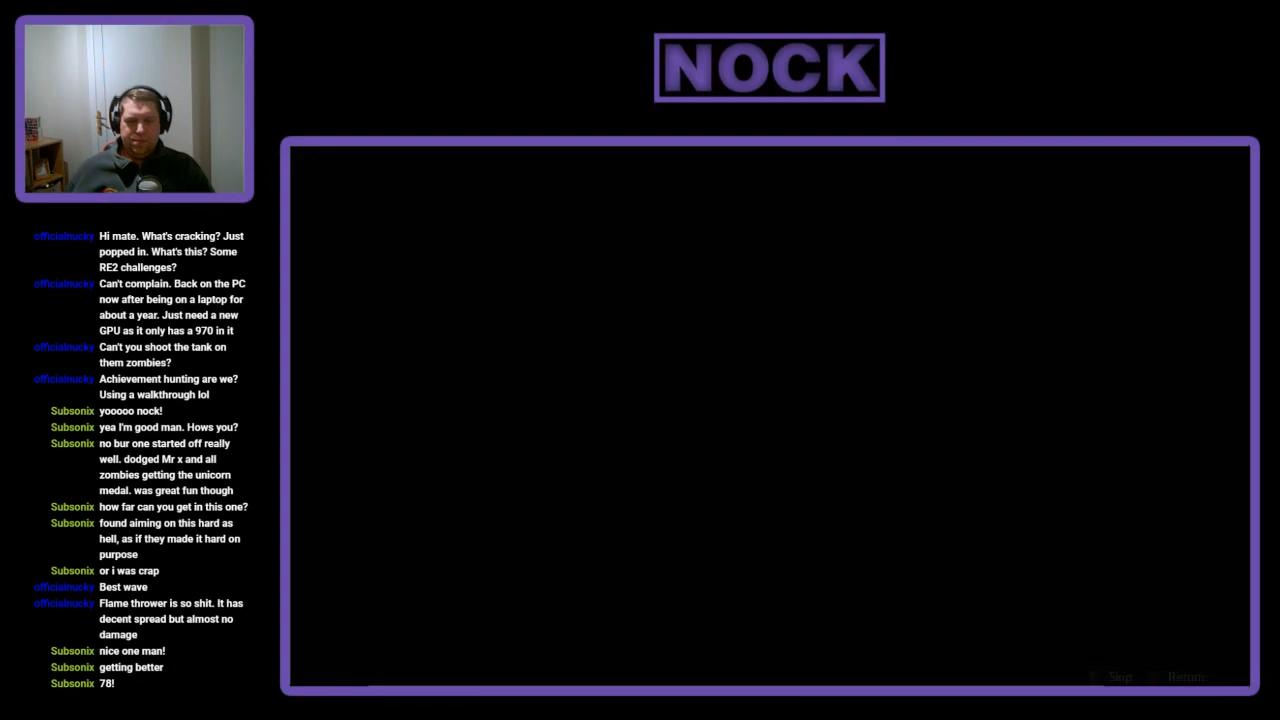 NOCK
officialnucky Hi mate. What's cracking? Just
popped in. What's this? Some
RE2 challenges?
officialnucky Can't complain. Back on the PC
now after being on a laptop for
about a year. Just need a new
GPU as it only has a 970 in it
officialnucky Can't you shoot the tank on
them zombies?
officialnucky Achievement hunting are we?
Using a walkthrough lol
Subsonix yooooo nock!
Subsonix yea I'm good man. Hows you?
Subsonix no bur one started off really
well. dodged Mr x and all
zombies getting the unicorn
medal. was great fun though
Subsonix how far can you get in this one?
Subsonix found aiming on this hard as
hell, as if they made it hard on
purpose
Subsonix or i was crap
officialnucky Best wave
officialnucky Flame thrower is so shit. It has
decent spread but almost no
damage
Subsonix nice one man!
Subsonix getting better
Subsonix 78!
Skip Return